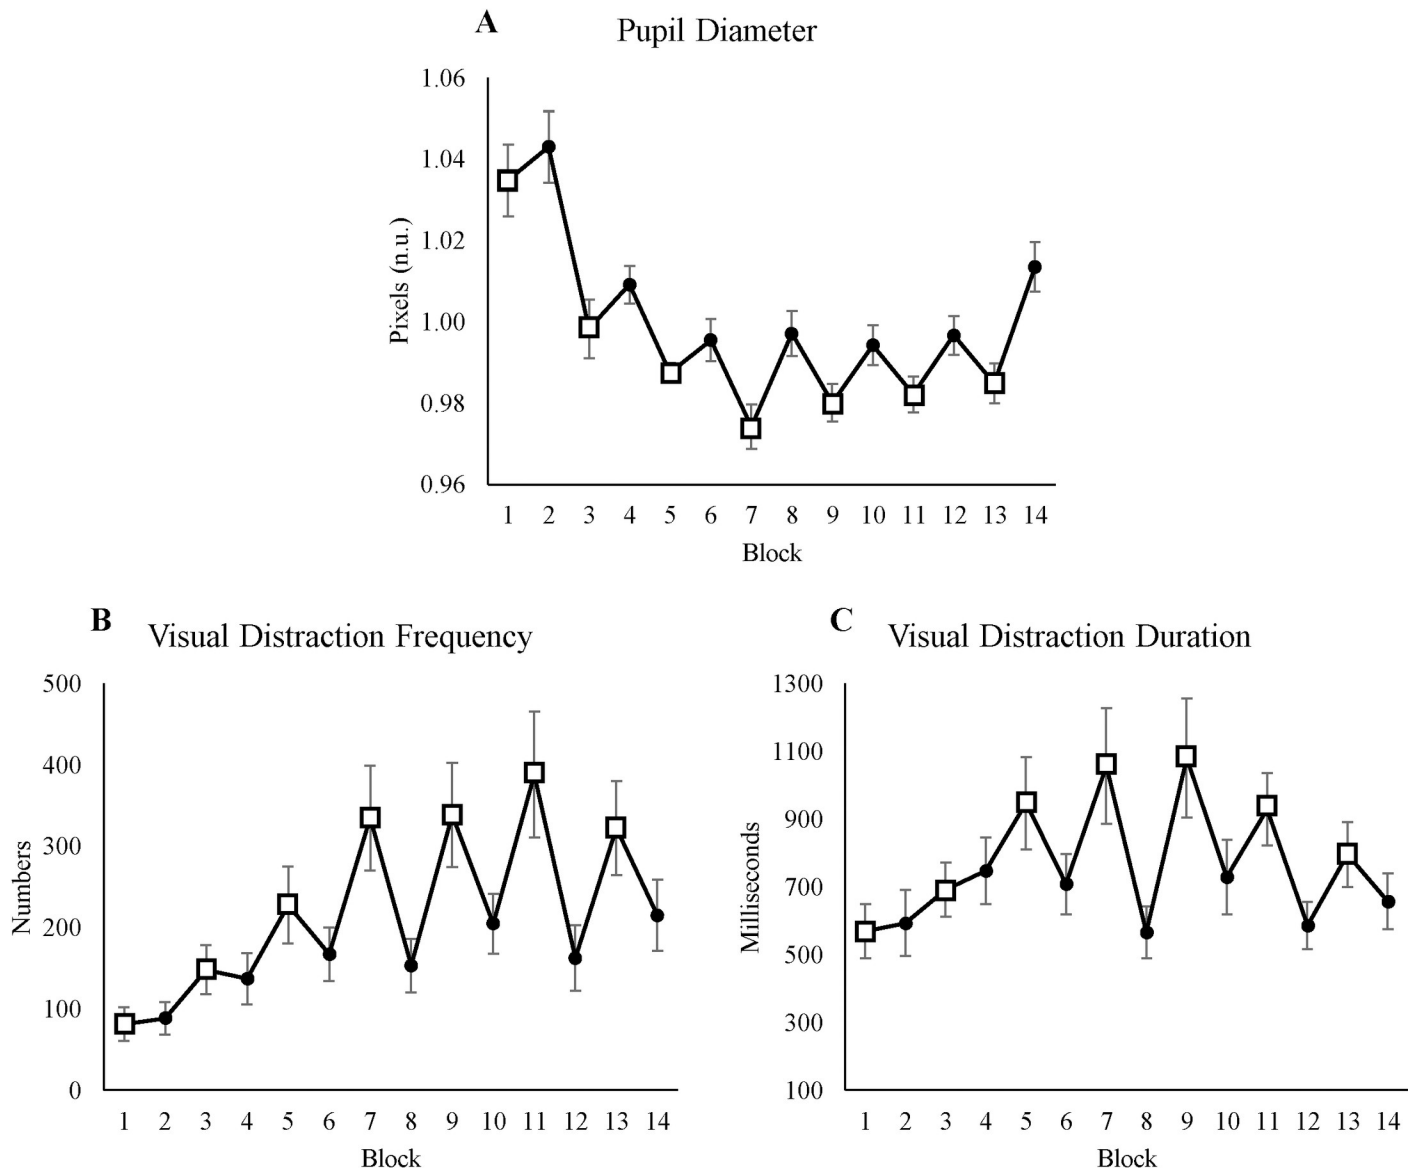 A
Pupil Diameter
1.06
1.04
1.02
1.00
0.98
0.96
Pixels (n.u.)
1 2 3 4 5 6 7 8 9 10 11 12 13 14
Block
B
Visual Distraction Frequency
500
400
300
200
100
0
Numbers
1 2 3 4 5 6 7 8 9 10 11 12 13 14
Block
C
Visual Distraction Duration
1300
1100
900
700
500
300
100
Milliseconds
1 2 3 4 5 6 7 8 9 10 11 12 13 14
Block